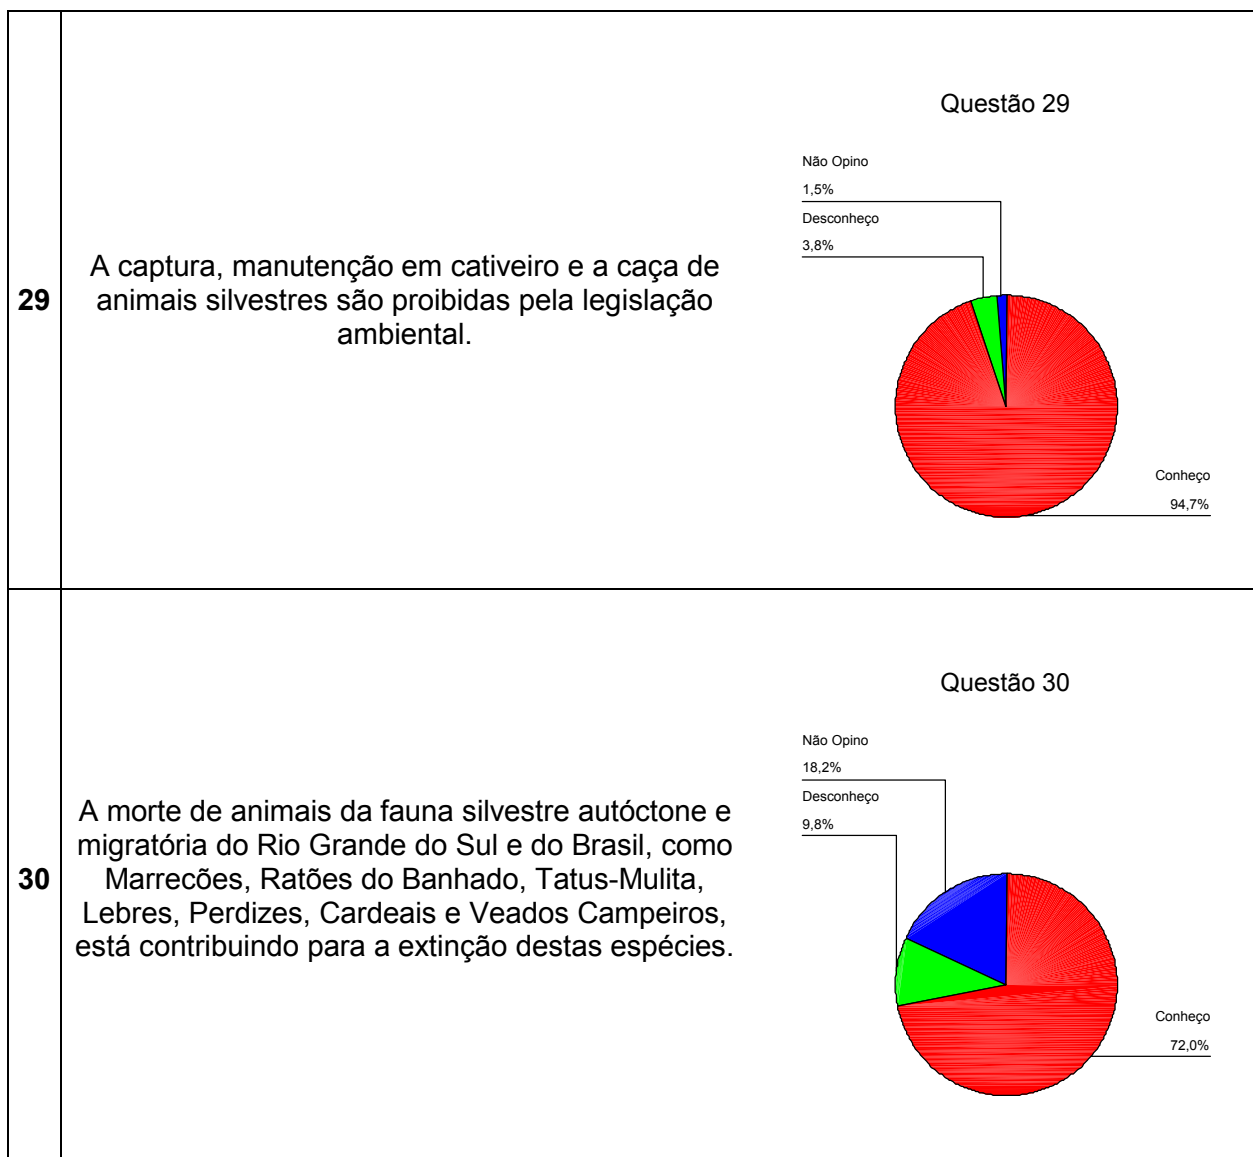 29
A captura, manutenção em cativeiro e a caça de
animais silvestres são proibidas pela legislação
ambiental.
Questão 29
Não Opino
1,5%
Desconheço
3,8%
Conheço
94,7%
30
A morte de animais da fauna silvestre autóctone e
migratória do Rio Grande do Sul e do Brasil, como
Marrecões, Ratões do Banhado, Tatus-Mulita,
Lebres, Perdizes, Cardeais e Veados Campeiros,
está contribuindo para a extinção destas espécies.
Questão 30
Não Opino
18,2%
Desconheço
9,8%
Conheço
72,0%